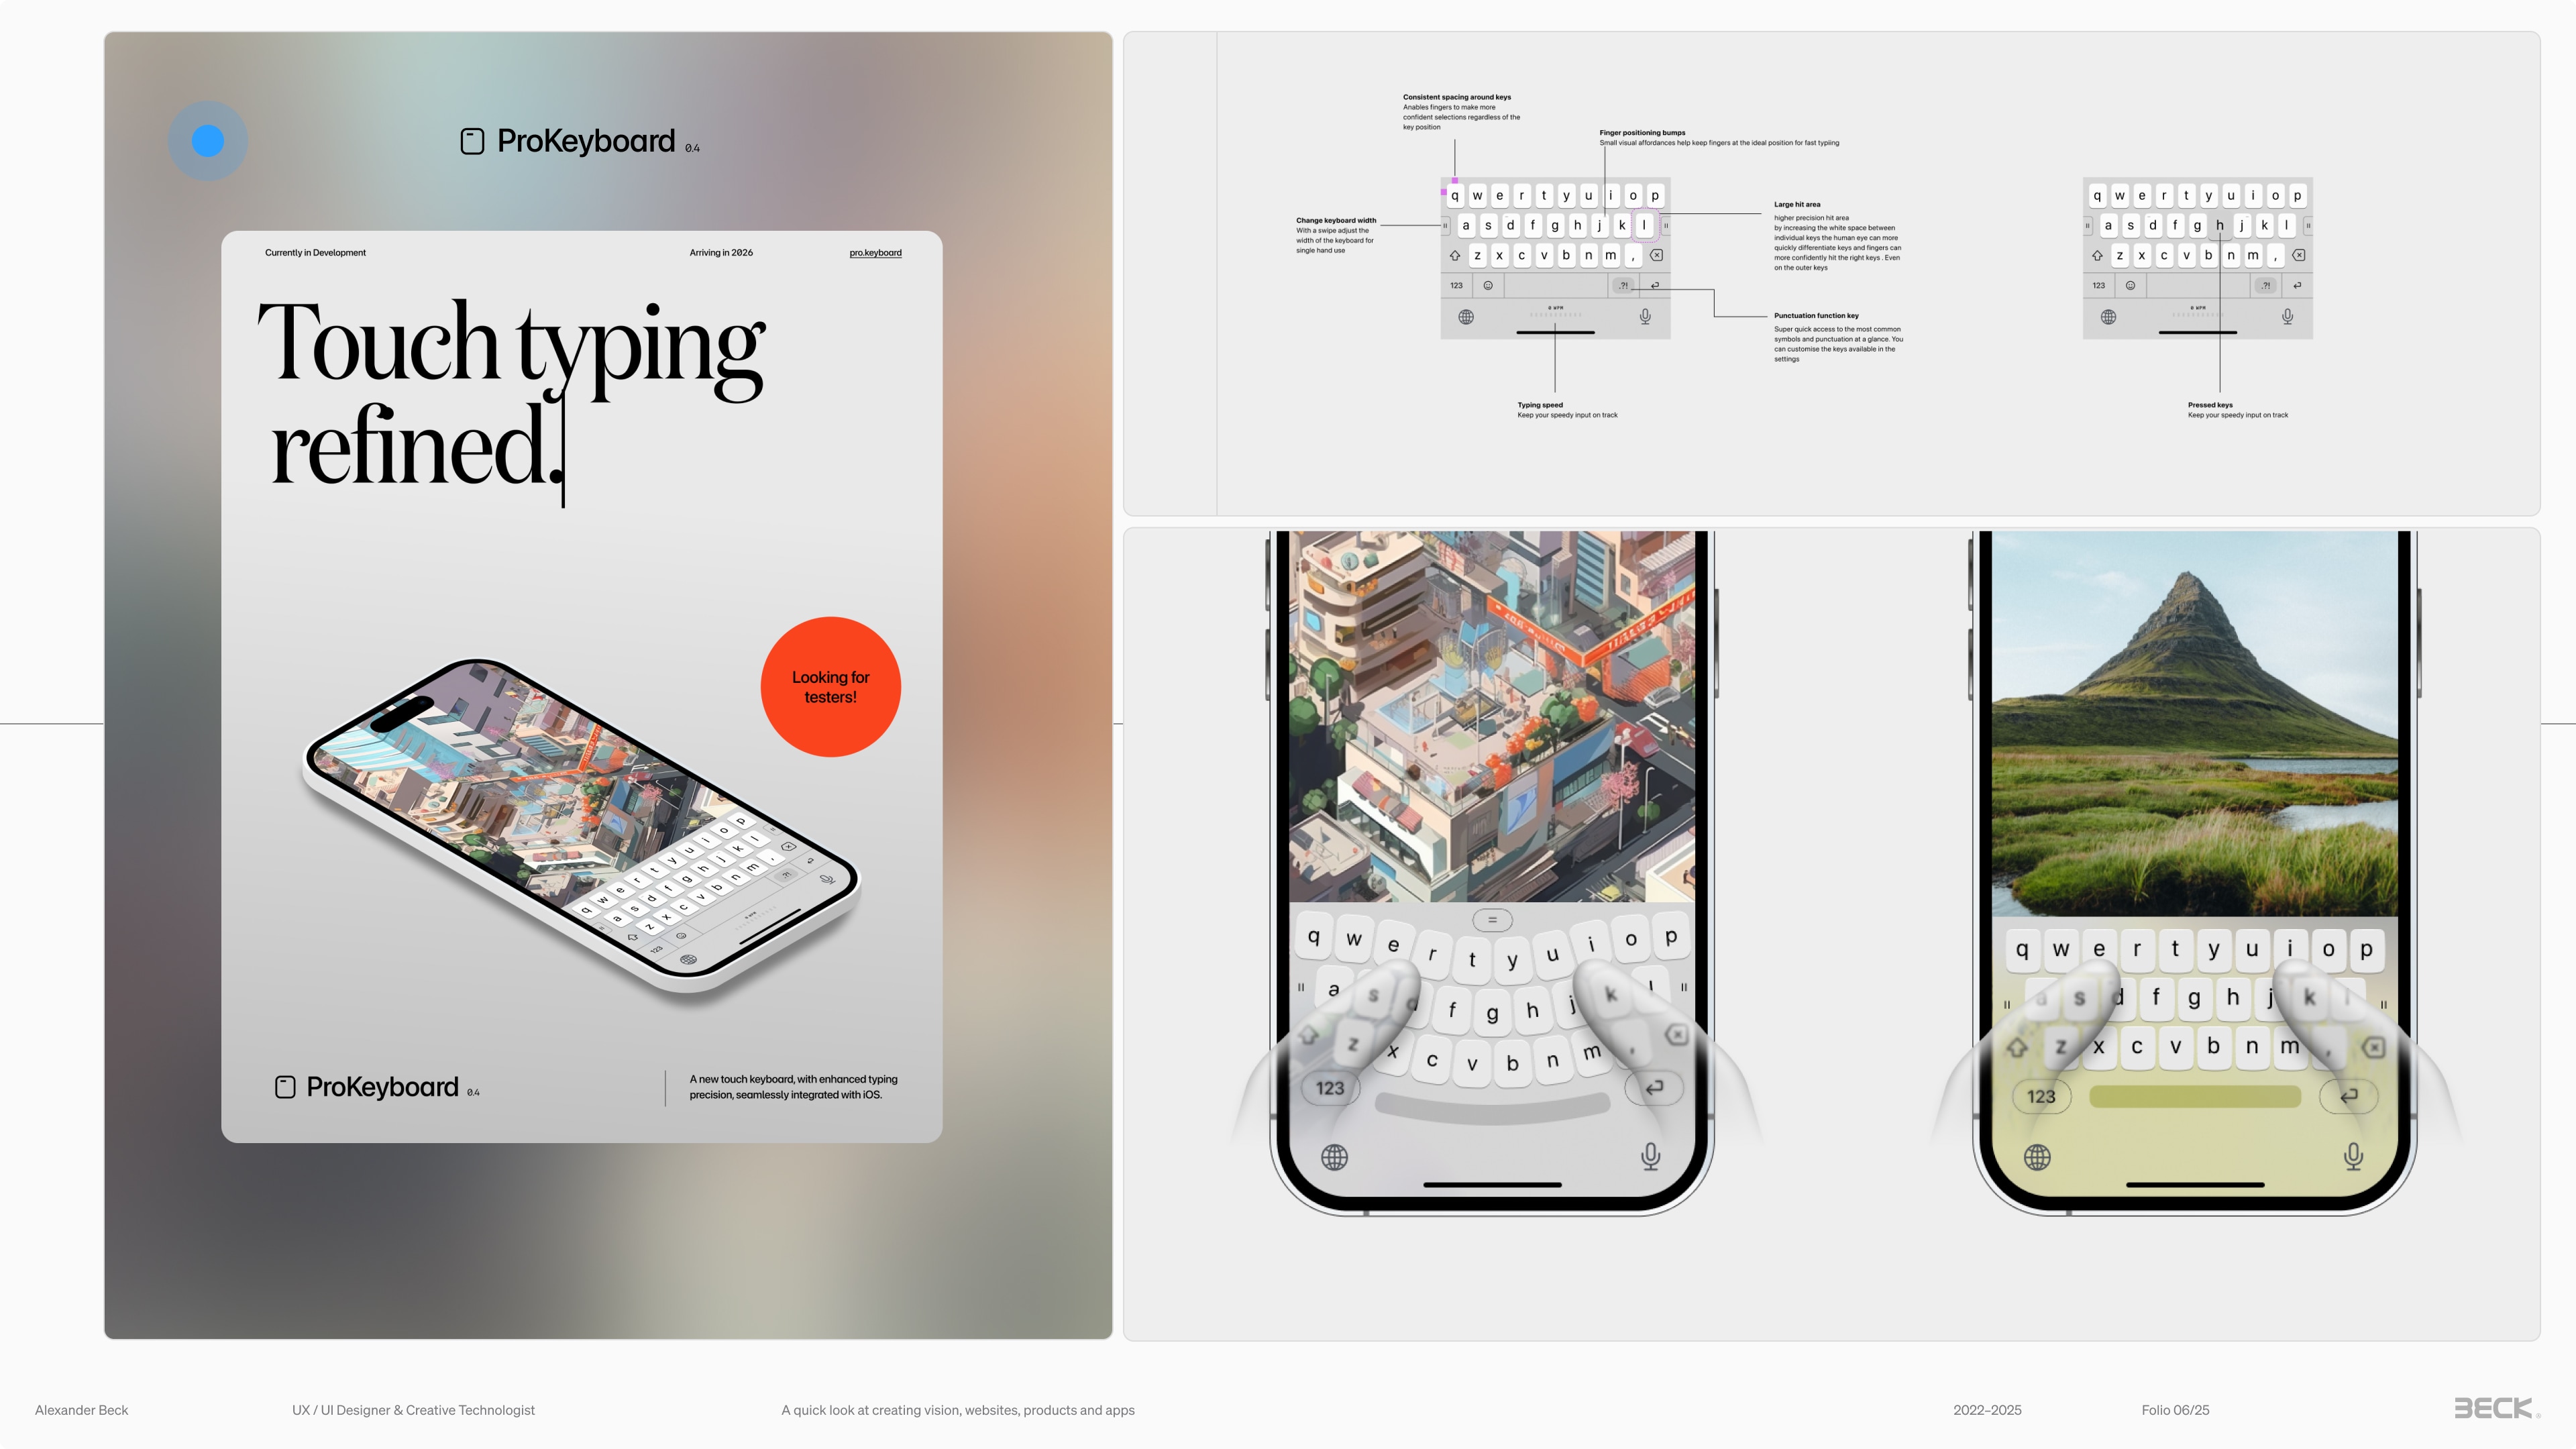 ProKeyboard 0.4
Currently in Development
Arriving in 2026
pro.keyboard
Touch typing
refined.
Looking for
testers!
q w e r t y u i o p
a s d f g h j k l
z x c v b n m ,
123 .?!
ProKeyboard 0.4
A new touch keyboard, with enhanced typing
precision, seamlessly integrated with iOS.
Consistent spacing around keys
Anables fingers to make more
confident selections regardless of the
key position
Finger positioning bumps
Small visual affordances help keep fingers at the ideal position for fast typiing
Change keyboard width
With a swipe adjust the
width of the keyboard for
single hand use
q w e r t y u i o p
a s d f g h j k l
z x c v b n m ,
123 .?!
0 WPM
Large hit area
higher precision hit area
by increasing the white space between
individual keys the human eye can more
quickly differentiate keys and fingers can
more confidently hit the right keys . Even
on the outer keys
Punctuation function key
Super quick access to the most common
symbols and punctuation at a glance. You
can customise the keys available in the
settings
Typing speed
Keep your speedy input on track
q w e r t y u i o p
a s d f g h j k l
z x c v b n m ,
123 .?!
0 WPM
Pressed keys
Keep your speedy input on track
=
q w e r t y u i o p
a s d f g h j k l
z x c v b n m ,
123
q w e r t y u i o p
a s d f g h j k l
z x c v b n m ,
123
Alexander Beck
UX / UI Designer & Creative Technologist
A quick look at creating vision, websites, products and apps
2022–2025
Folio 06/25
BECK